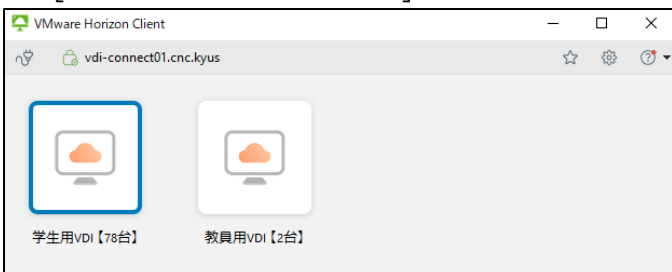 VMware Horizon Client
vdi-connect01.cnc.kyus
学生用VDI【78台】
教員用VDI【2台】